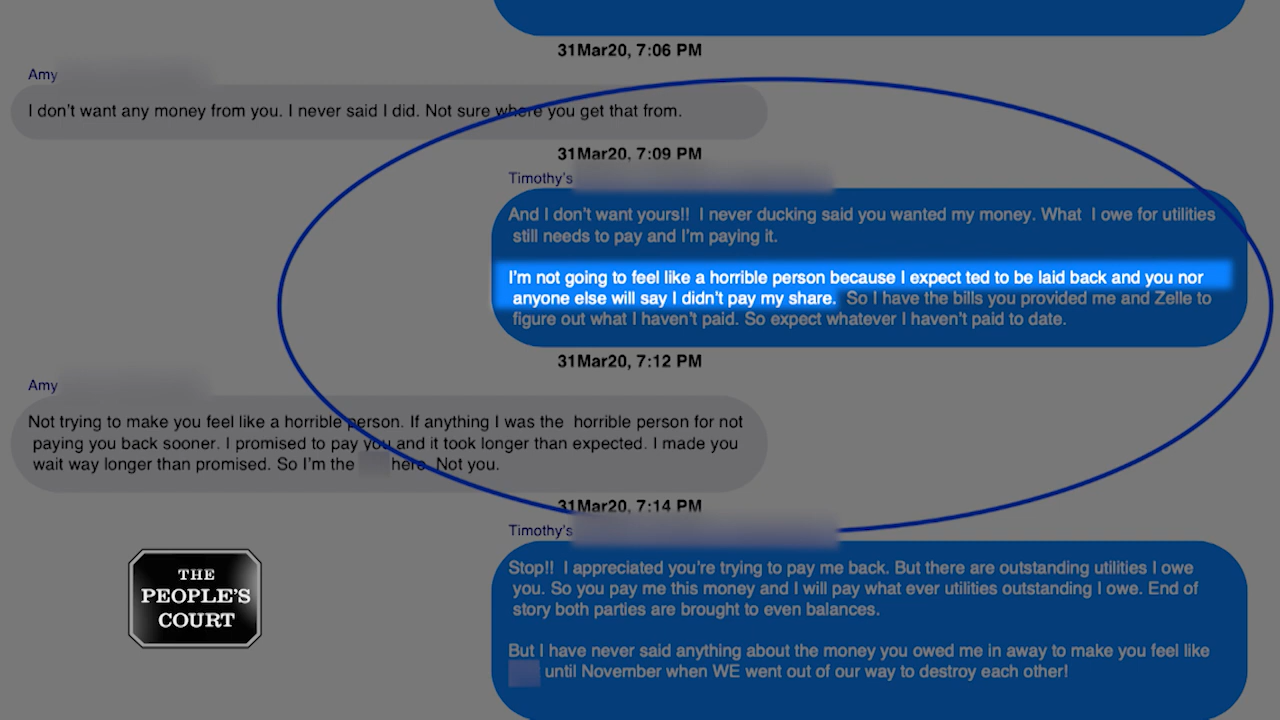 31Mar20, 7:06 PM
Amy
I don't want any money from you. I never said I did. Not sure where you get that from.
31Mar20, 7:09 PM
Timothy's
And I don't want yours!! I never ducking said you wanted my money. What I owe for utilities
still needs to pay and I'm paying it.
I'm not going to feel like a horrible person because I expect ted to be laid back and you nor
anyone else will say I didn't pay my share. So I have the bills you provided me and Zelle to
figure out what I haven't paid. So expect whatever I haven't paid to date.
31Mar20, 7:12 PM
Amy
Not trying to make you feel like a horrible person. If anything I was the horrible person for not
paying you back sooner. I promised to pay you and it took longer than expected. I made you
wait way longer than promised. So I'm the here. Not you.
31Mar20, 7:14 PM
Timothy's
Stop!! I appreciated you're trying to pay me back. But there are outstanding utilities I owe
you. So you pay me this money and I will pay what ever utilities outstanding I owe. End of
story both parties are brought to even balances.
But I have never said anything about the money you owed me in away to make you feel like
until November when WE went out of our way to destroy each other!
THE
PEOPLE'S
COURT